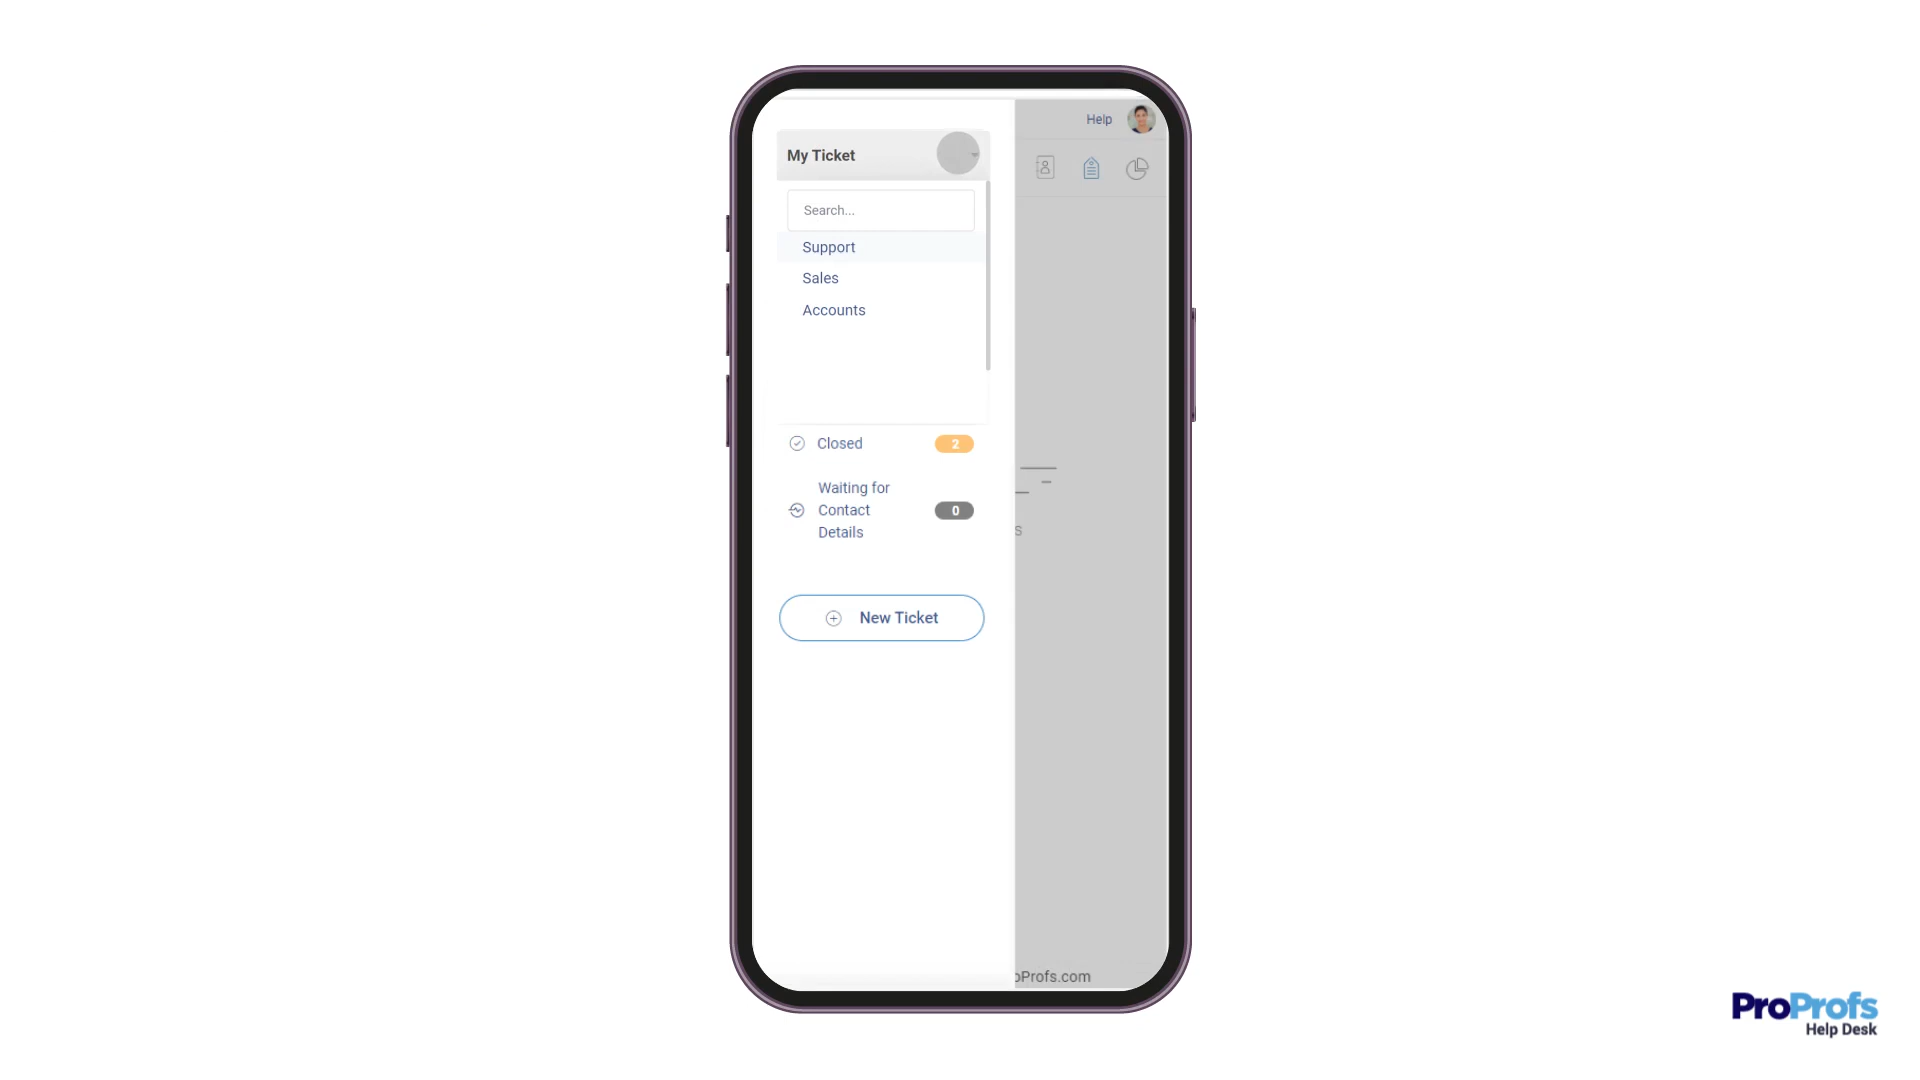 Help
My Ticket
Search...
Support
Sales
Accounts
Closed 2
Waiting for
Contact 0
Details
New Ticket
s
oProfs.com
ProProfs
Help Desk